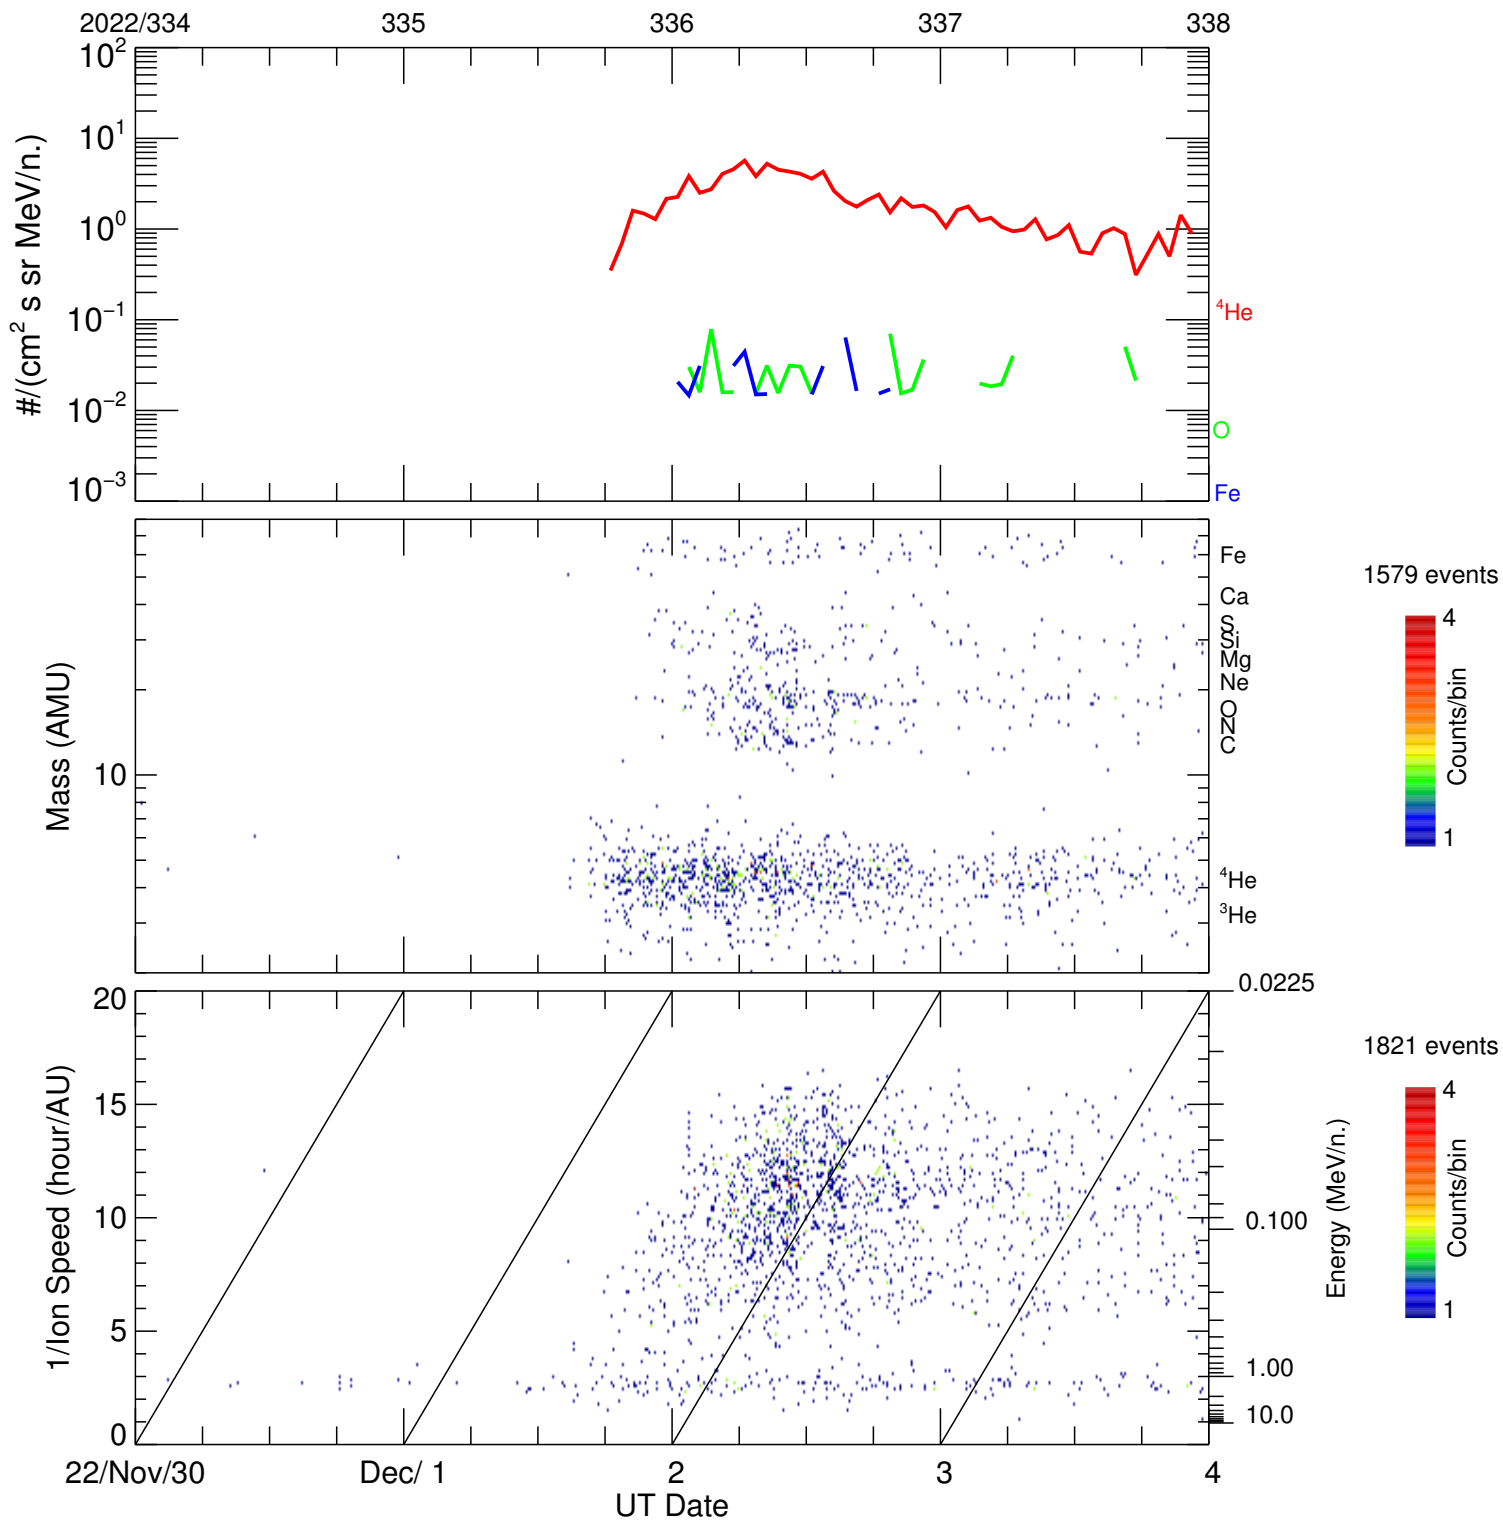 2022/334 335 336 337 338
10²
10¹
10⁰
10⁻¹
10⁻²
10⁻³
#/(cm² s sr MeV/n.)
⁴He
O
Fe
Mass (AMU)
10
Fe
Ca
S
Si
Mg
Ne
O
N
C
⁴He
³He
1579 events
4
Counts/bin
1
1/Ion Speed (hour/AU)
20
15
10
5
0
0.0225
0.100
1.00
10.0
Energy (MeV/n.)
1821 events
4
Counts/bin
1
22/Nov/30 Dec/ 1 2 3 4
UT Date